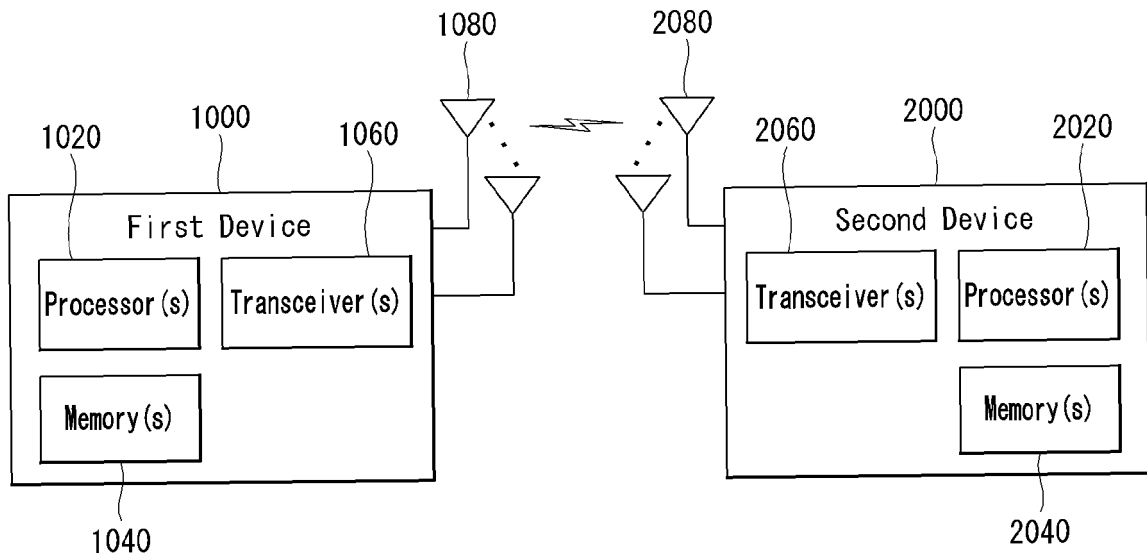 1080
2080
1020
1000
1060
2060
2000
2020
First Device
Second Device
Processor(s)
Transceiver(s)
Transceiver(s)
Processor(s)
Memory(s)
Memory(s)
1040
2040